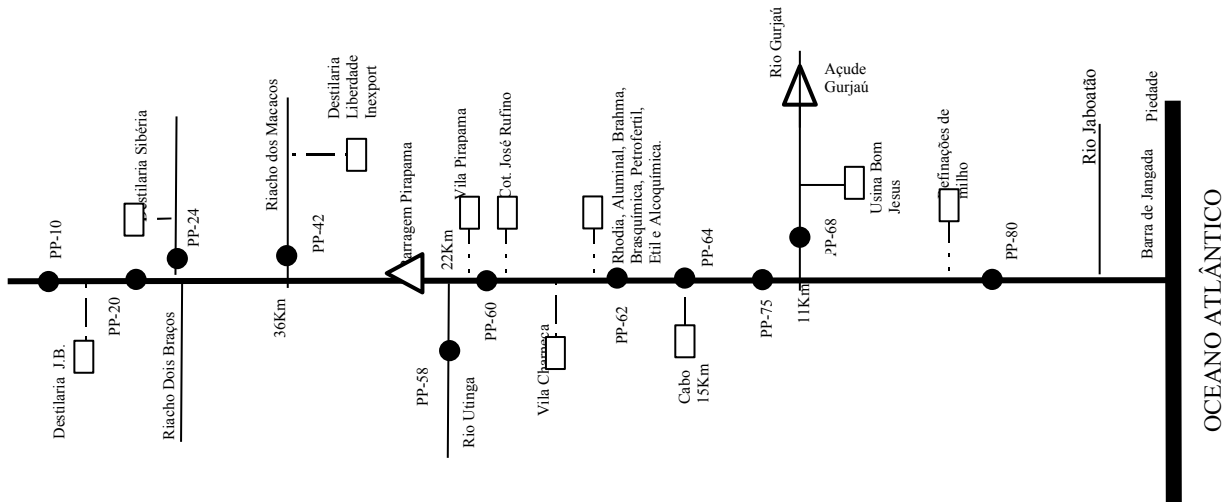 PP-10
Destilaria J.B.
PP-20
Destilaria Sibéria
PP-24
Riacho Dois Braços
Riacho dos Macacos
Destilaria
Liberdade
Inexport
PP-42
36Km
Barragem Pirapama
22Km
PP-58
Rio Utinga
Vila Pirapama
PP-60
Cot. José Rufino
Vila Charneca
Rhodia, Aluminal, Brahma,
Brasquímica, Petrofertil,
Etil e Alcoquímica.
PP-62
PP-64
Cabo
15Km
PP-75
Rio Gurjaú
Açude
Gurjaú
Usina Bom
Jesus
PP-68
11Km
Refinações de
milho
PP-80
Rio Jaboatão
Barra de Jangada
Piedade
OCEANO ATLÂNTICO